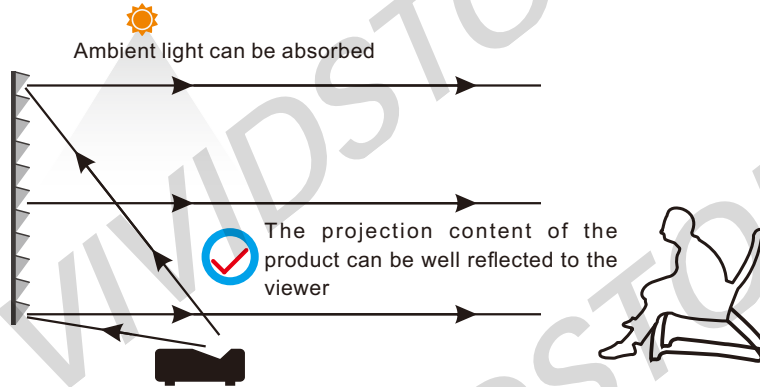 Ambient light can be absorbed
The projection content of the
product can be well reflected to the
viewer
VIVIDSTO
DSTO